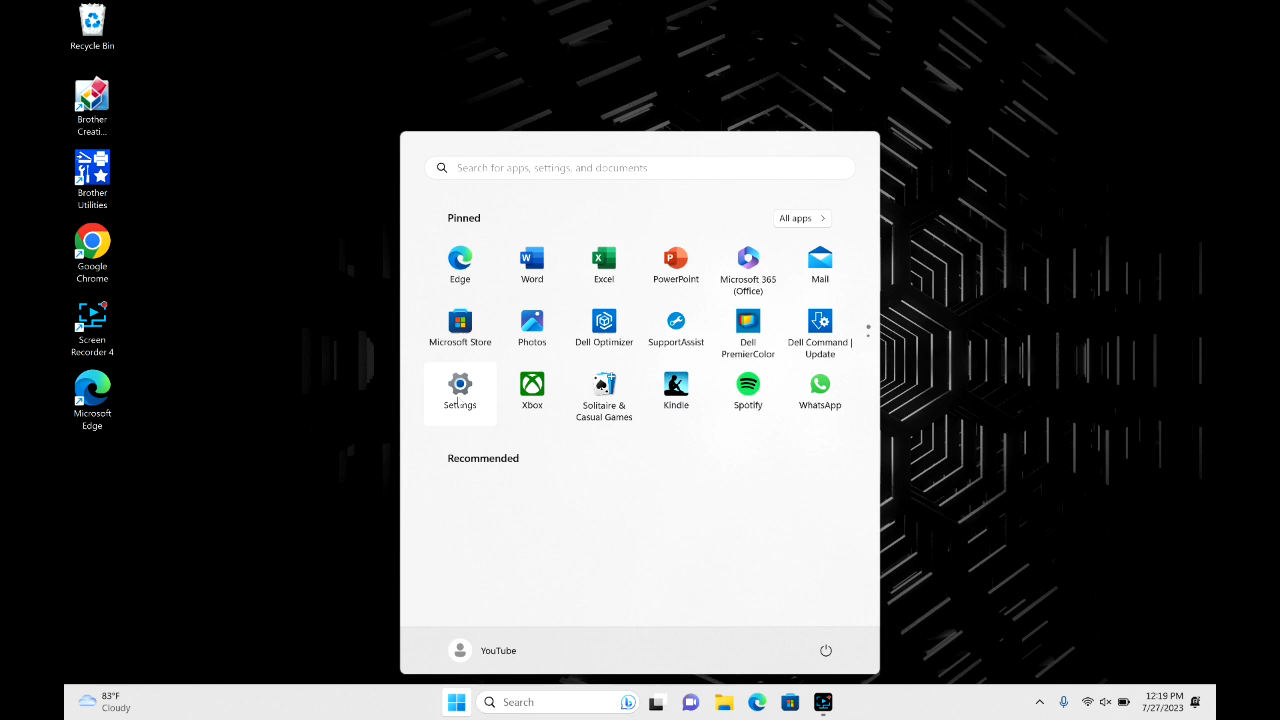 Recycle Bin
Brother
Creati...
Brother
Utilities
Google
Chrome
Screen
Recorder 4
Microsoft
Edge
Search for apps, settings, and documents
Pinned
All apps
Edge
Word
Excel
PowerPoint
Microsoft 365
(Office)
Mail
Microsoft Store
Photos
Dell Optimizer
SupportAssist
Dell
PremierColor
Dell Command |
Update
Settings
Xbox
Solitaire &
Casual Games
Kindle
Spotify
WhatsApp
Recommended
YouTube
83°F
Cloudy
Search
12:19 PM
7/27/2023